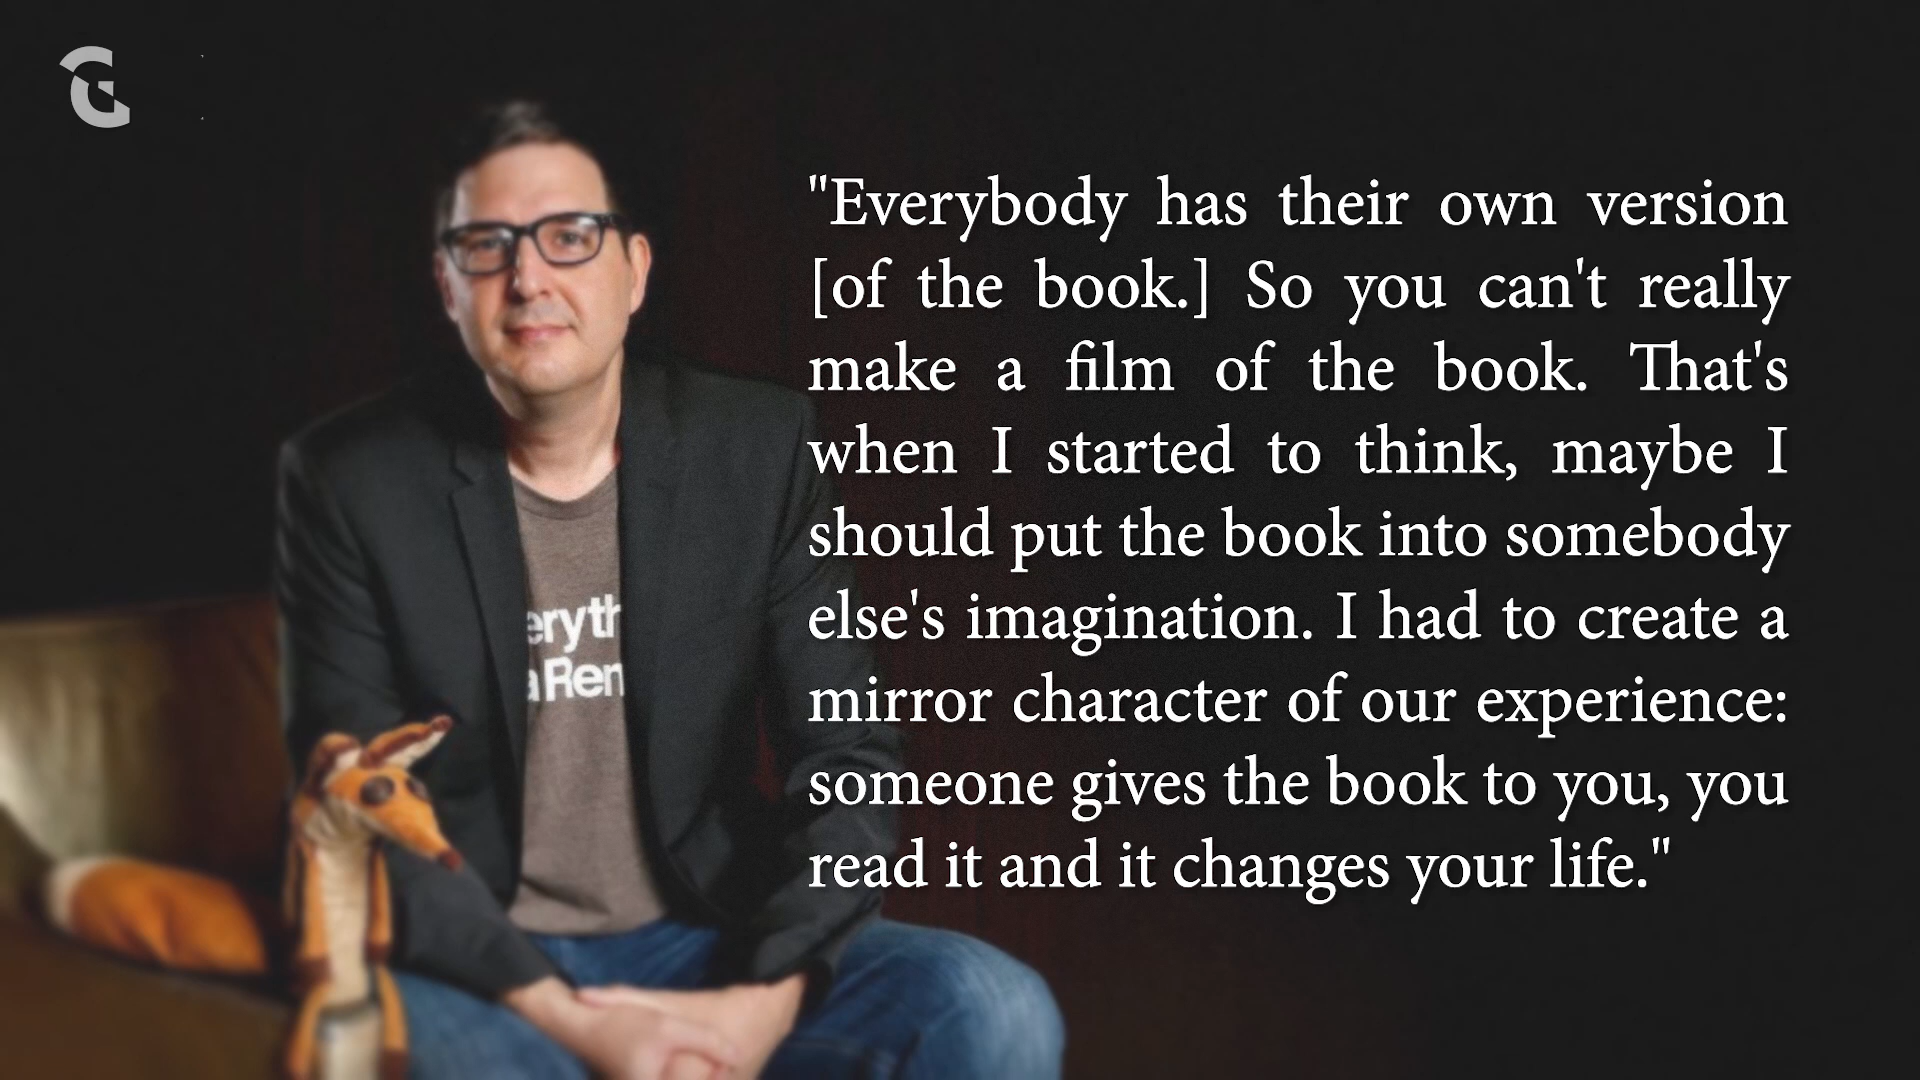 G
"Everybody has their own version
[of the book.] So you can't really
make a film of the book. That's
when I started to think, maybe I
should put the book into somebody
else's imagination. I had to create a
mirror character of our experience:
someone gives the book to you, you
read it and it changes your life."
eryth
a Ren